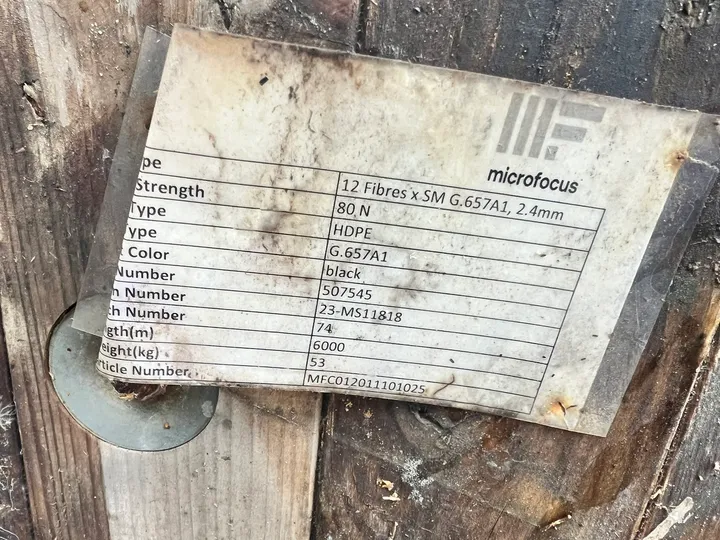 microfocus
pe 12 Fibres x SM G.657A1, 2.4mm
Strength 80 N
Type HDPE
ype G.657A1
t Color black
Number 507545
h Number 23-MS11818
th Number 74
gth(m) 6000
eight(kg) 53
rticle Number MFC012011101025